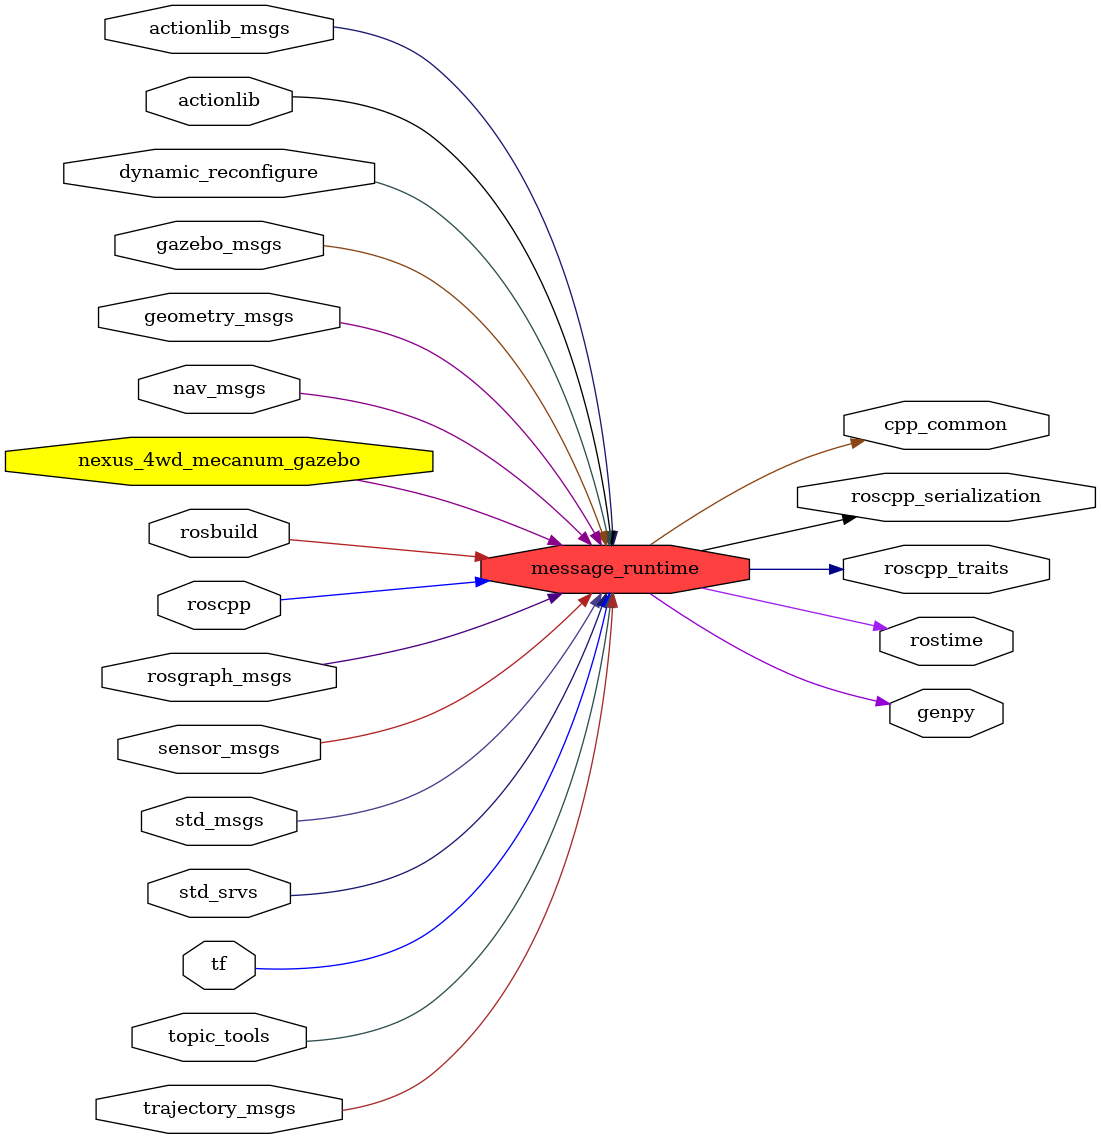 actionlib_msgs
actionlib
dynamic_reconfigure
gazebo_msgs
geometry_msgs
nav_msgs
nexus_4wd_mecanum_gazebo
rosbuild
roscpp
rosgraph_msgs
sensor_msgs
std_msgs
std_srvs
tf
topic_tools
trajectory_msgs
message_runtime
cpp_common
roscpp_serialization
roscpp_traits
rostime
genpy